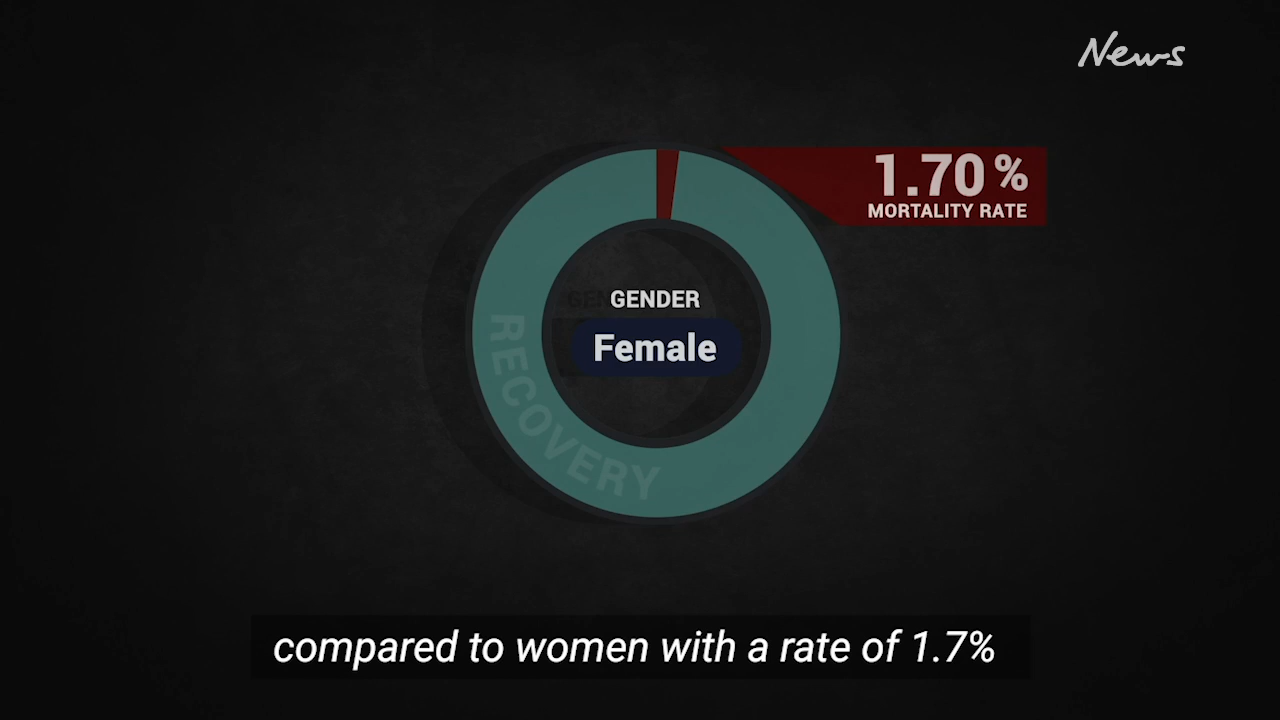 News
1.70%
MORTALITY RATE
GENDER
Female
RECOVERY
compared to women with a rate of 1.7%